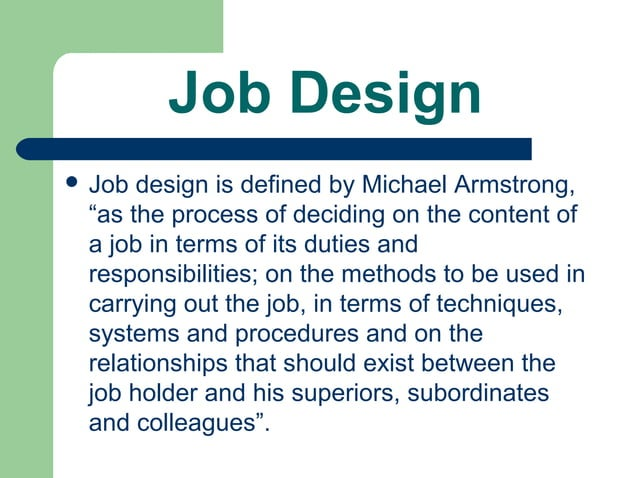 Job Design
Job design is defined by Michael Armstrong,
“as the process of deciding on the content of
a job in terms of its duties and
responsibilities; on the methods to be used in
carrying out the job, in terms of techniques,
systems and procedures and on the
relationships that should exist between the
job holder and his superiors, subordinates
and colleagues”.